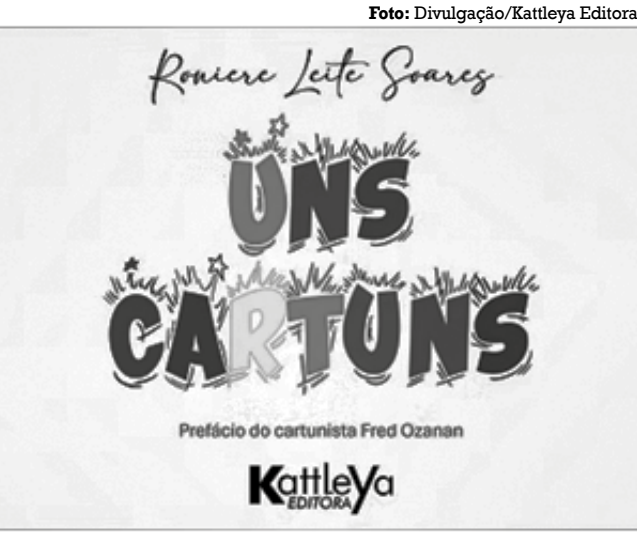 Foto: Divulgação/Kattleya Editora
Roniere Leite Soares
UNS
CARTUNS
Prefácio do cartunista Fred Ozanan
KattleYa
EDITORA